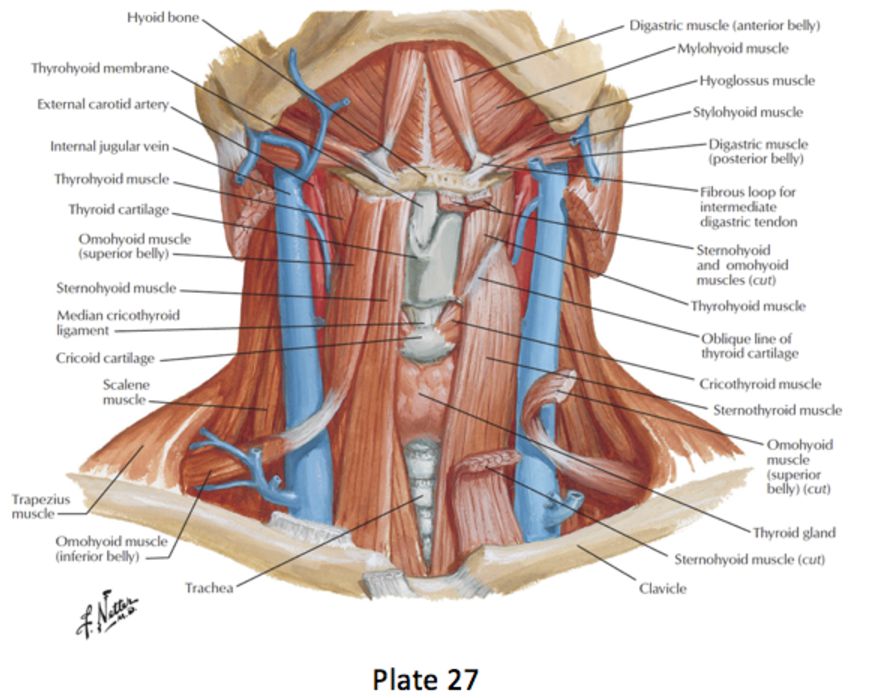 Hyoid bone
Thyrohyoid membrane
External carotid artery
Internal jugular vein
Thyrohyoid muscle
Thyroid cartilage
Omohyoid muscle
(superior belly)
Sternohyoid muscle
Median cricothyroid
ligament
Cricoid cartilage
Scalene
muscle
Trapezius
muscle
Omohyoid muscle
(inferior belly)
Trachea
Digastric muscle (anterior belly)
Mylohyoid muscle
Hyoglossus muscle
Stylohyoid muscle
Digastric muscle
(posterior belly)
Fibrous loop for
intermediate
digastric tendon
Sternohyoid
and omohyoid
muscles (cut)
Thyrohyoid muscle
Oblique line of
thyroid cartilage
Cricothyroid muscle
Sternothyroid muscle
Omohyoid
muscle
(superior
belly) (cut)
Thyroid gland
Sternohyoid muscle (cut)
Clavicle
F. Netter
M.D.
Plate 27